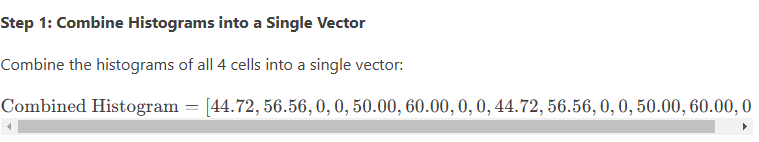 Step 1: Combine Histograms into a Single Vector
Combine the histograms of all 4 cells into a single vector:
Combined Histogram = [44.72, 56.56, 0, 0, 50.00, 60.00, 0, 0, 44.72, 56.56, 0, 0, 50.00, 60.00, 0